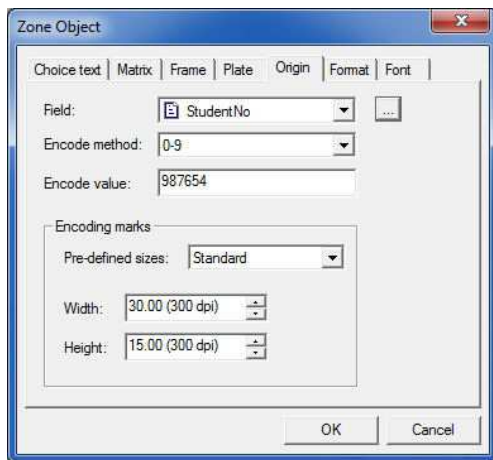 Zone Object
Choice text Matrix Frame Plate Origin Format Font
Field: StudentNo ...
Encode method: 0-9
Encode value: 987654
Encoding marks
Pre-defined sizes: Standard
Width: 30.00 (300 dpi)
Height: 15.00 (300 dpi)
OK Cancel